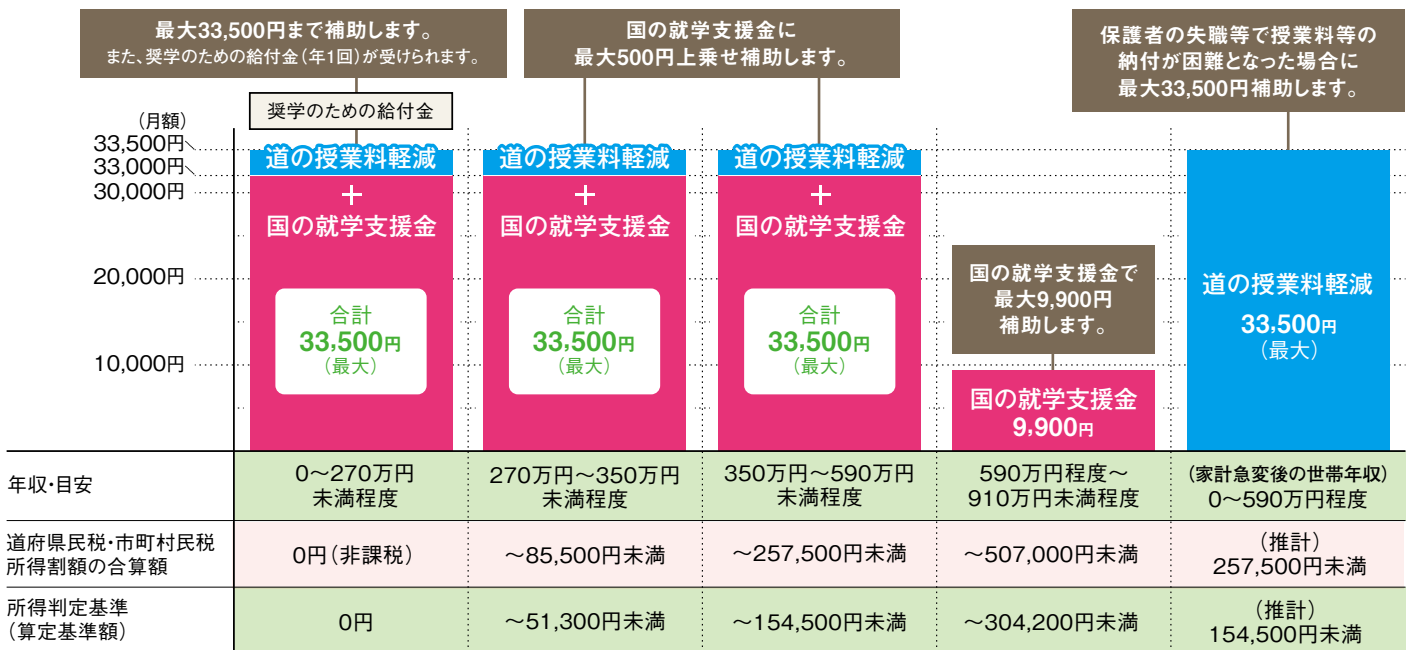 最大33,500円まで補助します。
また、奨学のための給付金(年1回)が受けられます。
国の就学支援金に
最大500円上乗せ補助します。
保護者の失職等で授業料等の
納付が困難となった場合に
最大33,500円補助します。
奨学のための給付金
(月額)
33,500円
33,000円
30,000円
20,000円
10,000円
道の授業料軽減
+
国の就学支援金
合計
33,500円
(最大)
道の授業料軽減
+
国の就学支援金
合計
33,500円
(最大)
道の授業料軽減
+
国の就学支援金
合計
33,500円
(最大)
国の就学支援金で
最大9,900円
補助します。
国の就学支援金
9,900円
道の授業料軽減
33,500円
(最大)
年収・目安
0〜270万円
未満程度
270万円〜350万円
未満程度
350万円〜590万円
未満程度
590万円程度〜
910万円未満程度
(家計急変後の世帯年収)
0〜590万円程度
道府県民税・市町村民税
所得割額の合算額
0円(非課税)
〜85,500円未満
〜257,500円未満
〜507,000円未満
(推計)
257,500円未満
所得判定基準
(算定基準額)
0円
〜51,300円未満
〜154,500円未満
〜304,200円未満
(推計)
154,500円未満